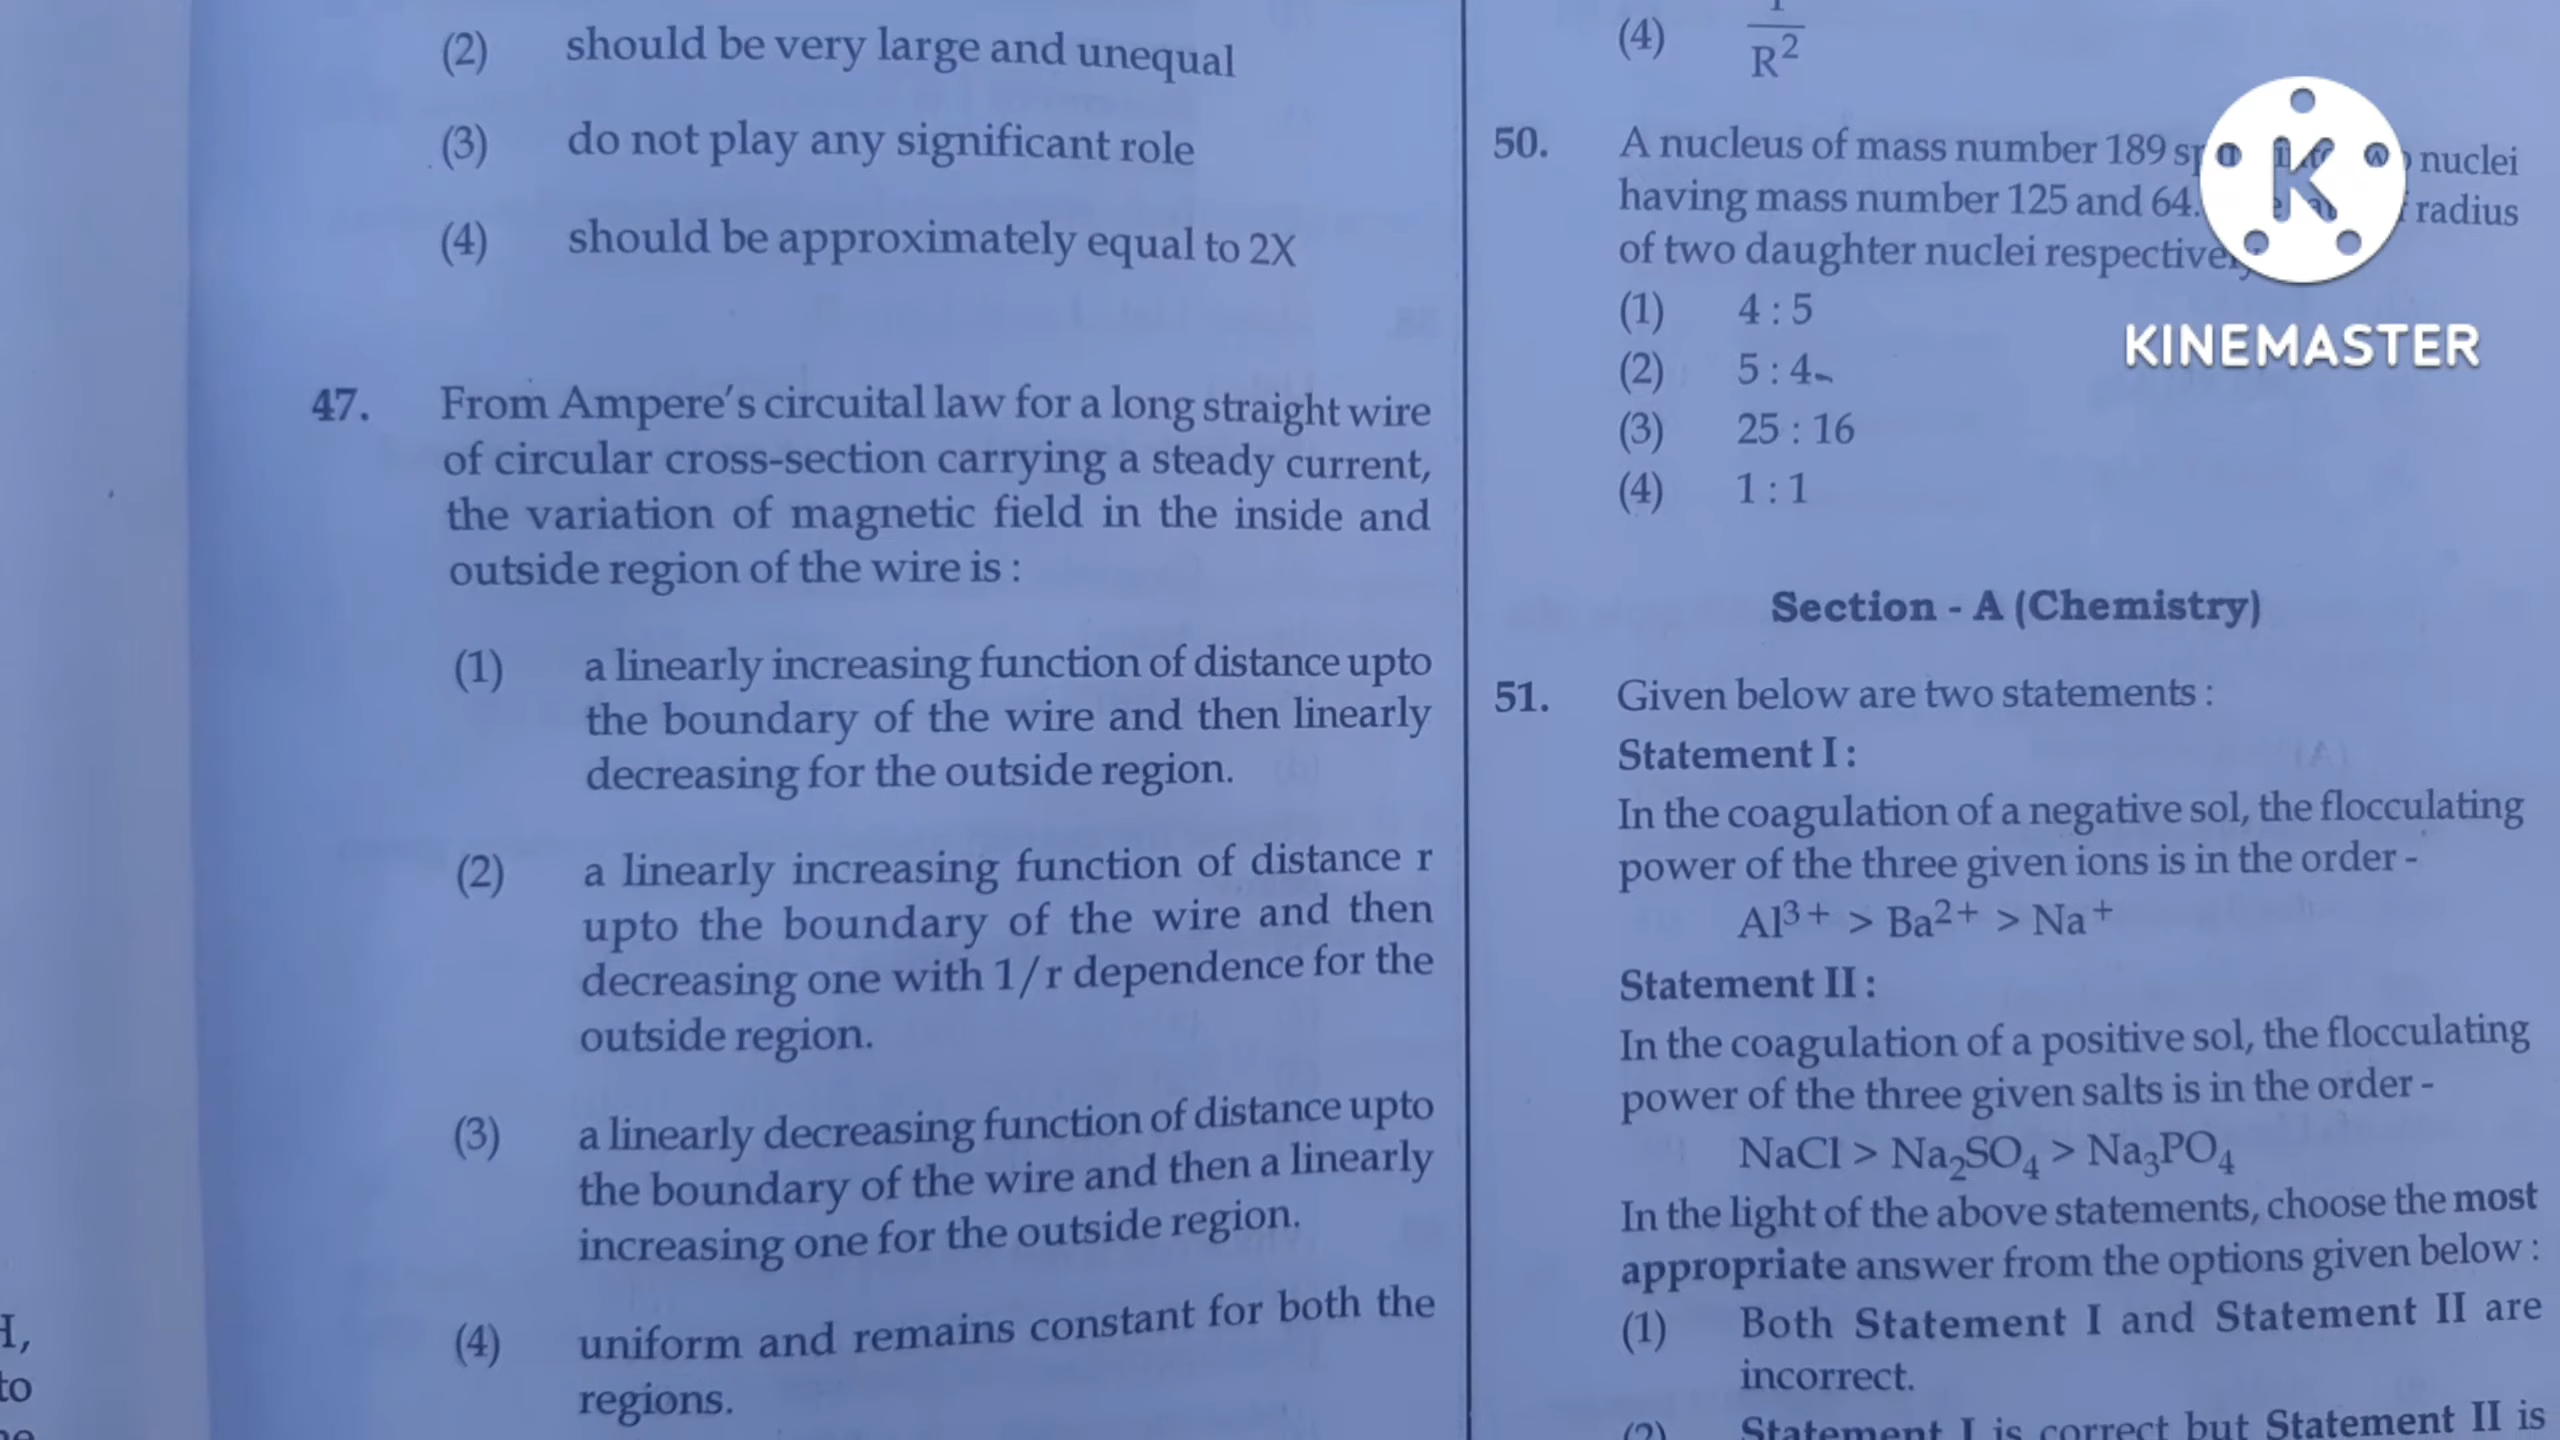 (2) should be very large and unequal
(3) do not play any significant role
(4) should be approximately equal to 2X
47. From Ampere's circuital law for a long straight wire
of circular cross-section carrying a steady current,
the variation of magnetic field in the inside and
outside region of the wire is :
(1) a linearly increasing function of distance upto
the boundary of the wire and then linearly
decreasing for the outside region.
(2) a linearly increasing function of distance r
upto the boundary of the wire and then
decreasing one with 1/r dependence for the
outside region.
(3) a linearly decreasing function of distance upto
the boundary of the wire and then a linearly
increasing one for the outside region.
(4) uniform and remains constant for both the
regions.
I,
to
(4) 1/R²
50. A nucleus of mass number 189 nuclei
having mass number 125 and 64. radius
of two daughter nuclei
(1) 4 : 5
(2) 5 : 4
(3) 25 : 16
(4) 1 : 1
Section - A (Chemistry)
51. Given below are two statements :
Statement I :
In the coagulation of a negative sol, the flocculating
power of the three given ions is in the order -
Al³⁺ > Ba²⁺ > Na⁺
Statement II :
In the coagulation of a positive sol, the flocculating
power of the three given salts is in the order -
NaCl > Na₂SO₄ > Na₃PO₄
In the light of the above statements, choose the most
appropriate answer from the options given below :
(1) Both Statement I and Statement II are
incorrect.
(2) Statement I is correct but Statement II is
K
KINEMASTER